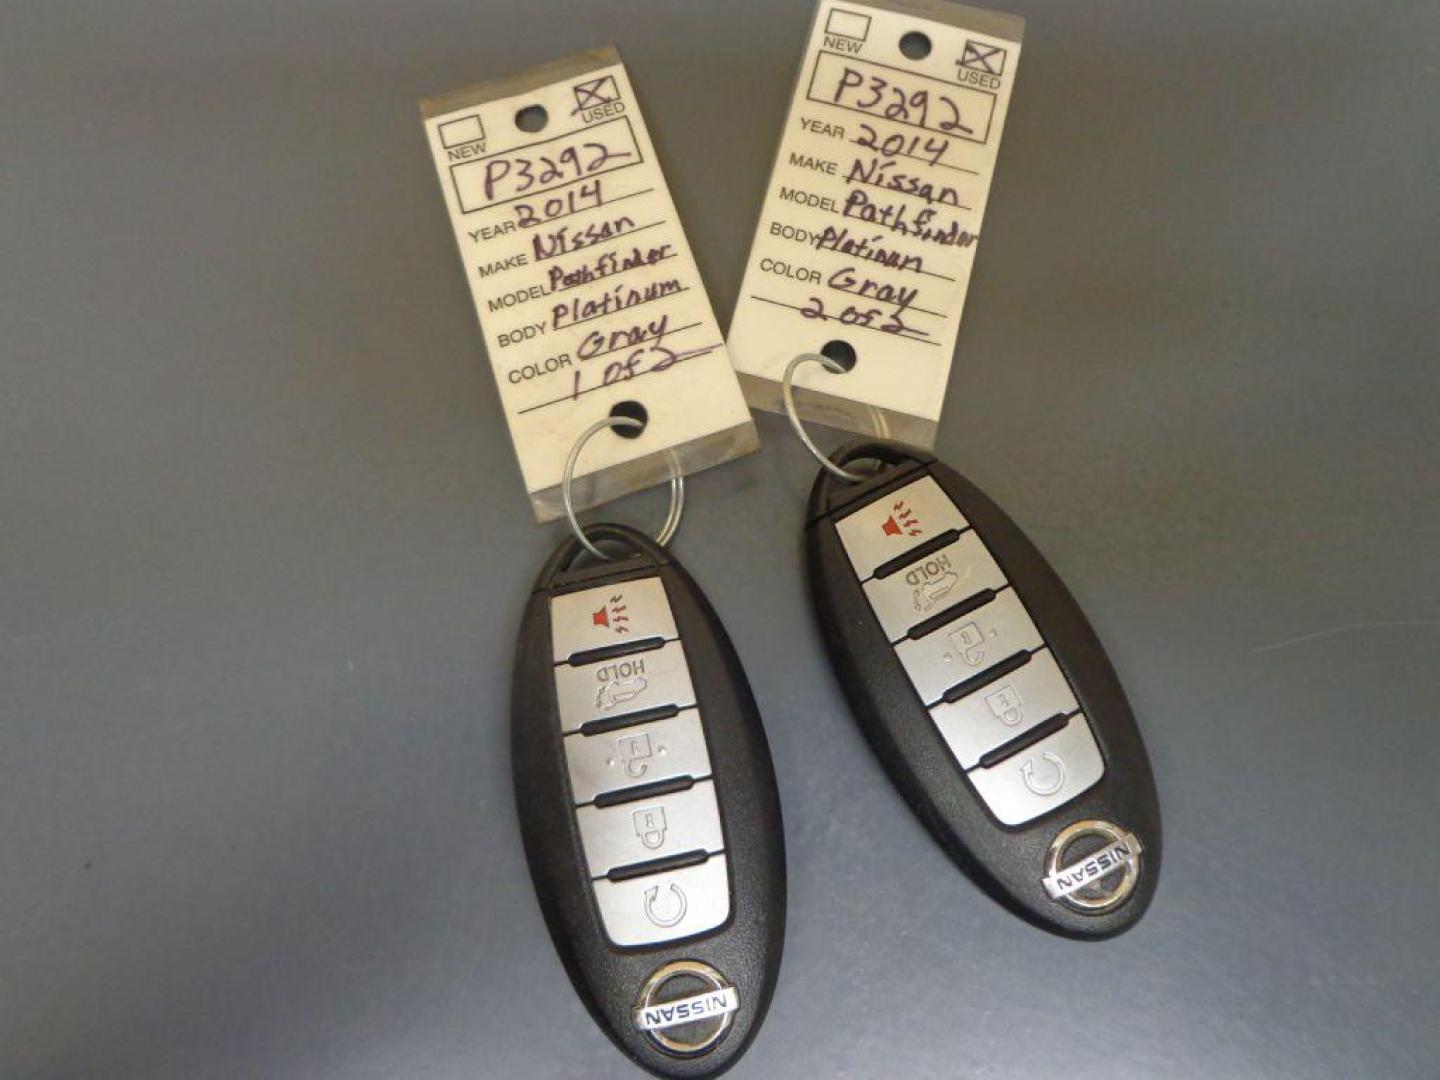 NEW USED
P3292
YEAR 2014
MAKE Nissan
MODEL Pathfinder
BODY Platinum
COLOR Gray
1 of 2
NEW USED
P3292
YEAR 2014
MAKE Nissan
MODEL Pathfinder
BODY Platinum
COLOR Gray
2 of 2
HOLD
NISSAN
HOLD
NISSAN